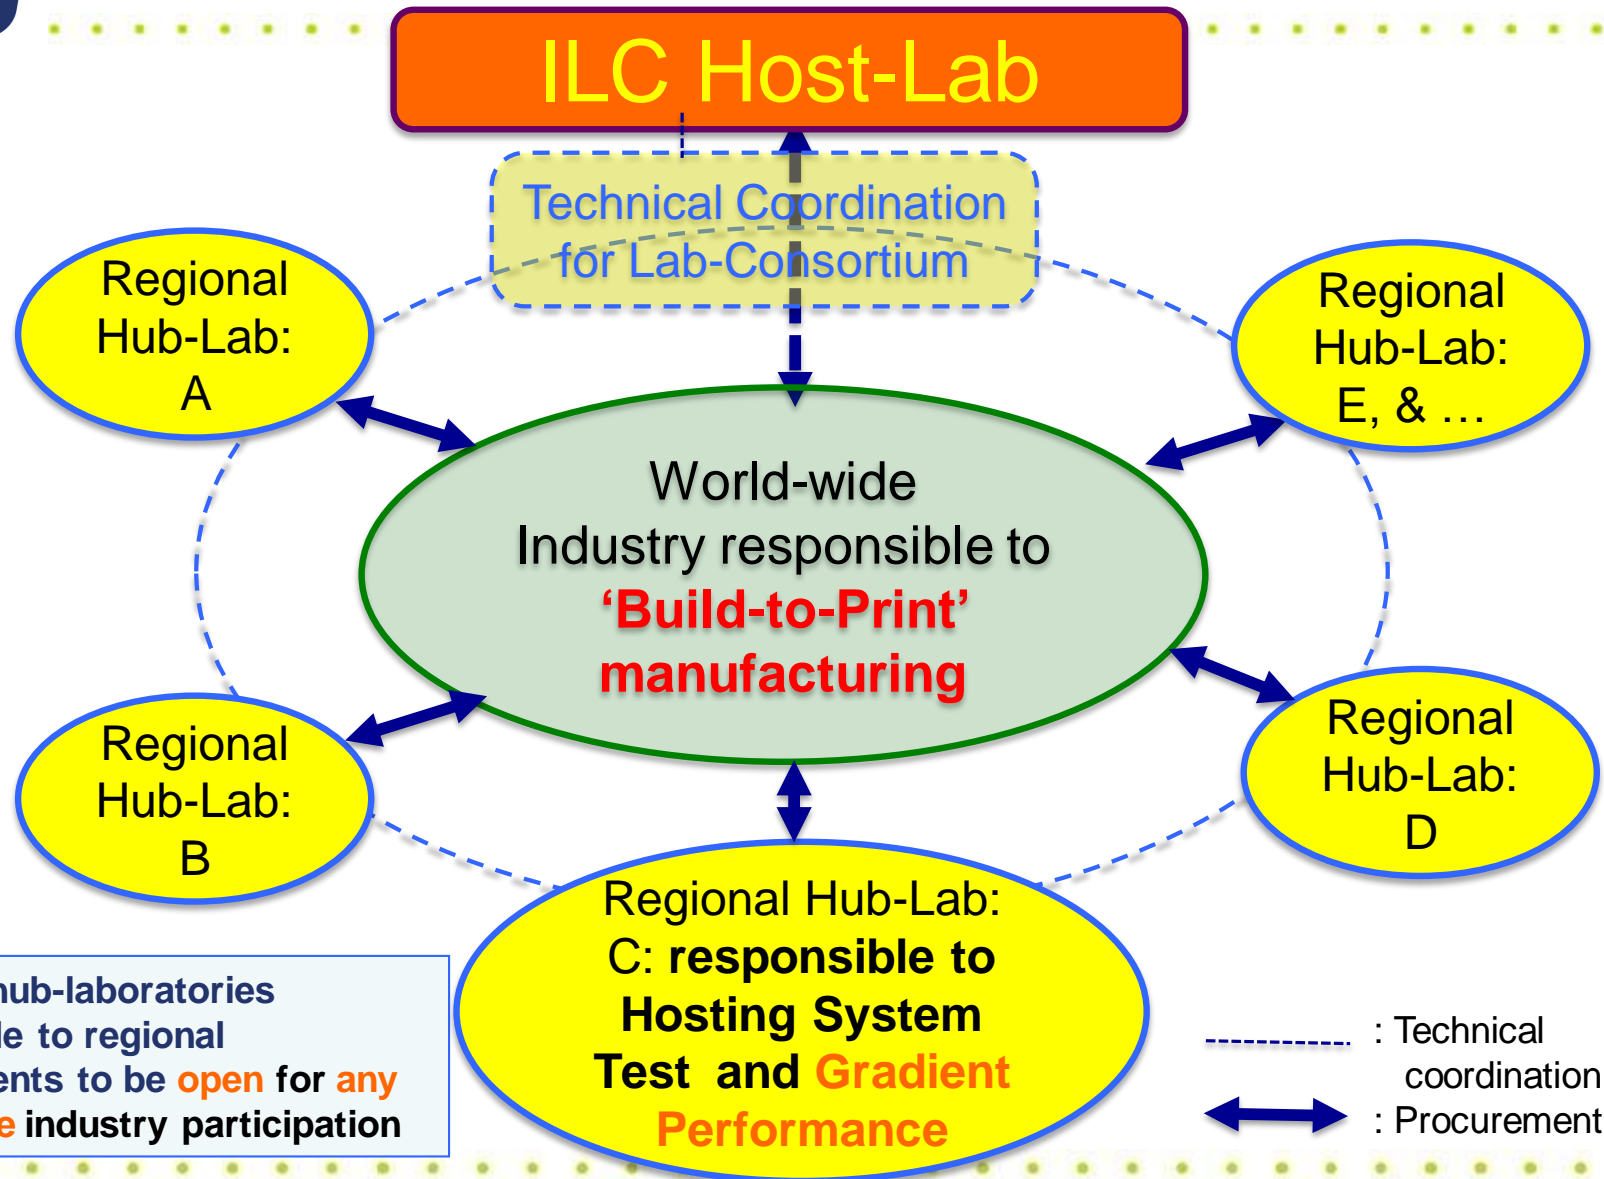 ILC Host-Lab
Technical Coordination
for Lab-Consortium
Regional
Hub-Lab:
A
Regional
Hub-Lab:
E, & …
World-wide
Industry responsible to
‘Build-to-Print’
manufacturing
Regional
Hub-Lab:
B
Regional
Hub-Lab:
D
Regional Hub-Lab:
C: responsible to
Hosting System
Test and Gradient
Performance
hub-laboratories
to regional
to be open for any
industry participation
: Technical
coordination
: Procurement